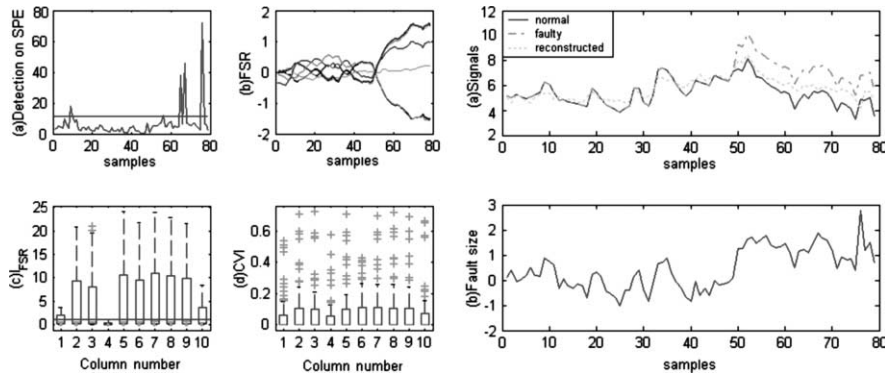 (a)Detection on SPE
80
60
40
20
0
0 20 40 60 80
samples
(b)FSR
2
1
0
-1
-2
0 20 40 60 80
samples
(a)Signals
12
10
8
6
4
2
normal
faulty
reconstructed
0 10 20 30 40 50 60 70 80
samples
(c)I FSR
25
20
15
10
5
0
1 2 3 4 5 6 7 8 9 10
Column number
(d)CVI
0.6
0.4
0.2
0
1 2 3 4 5 6 7 8 9 10
Column number
(b)Fault size
3
2
1
0
-1
-2
0 10 20 30 40 50 60 70 80
samples